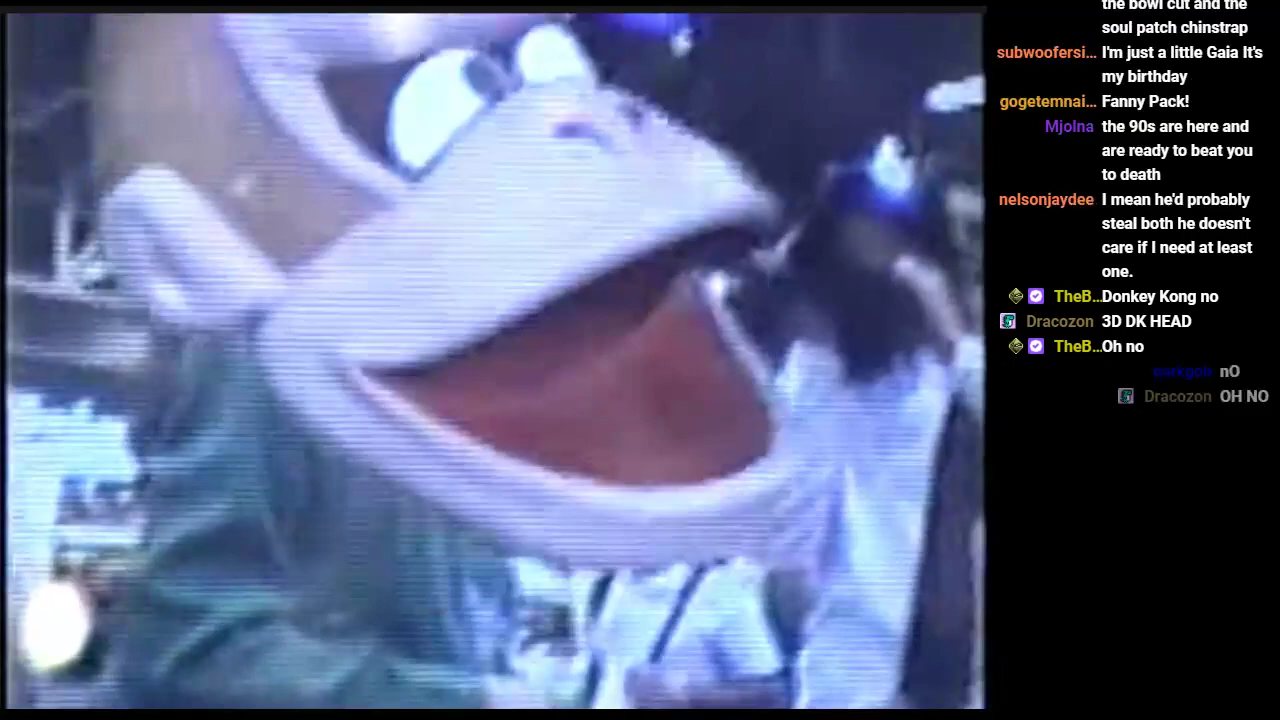 the bowl cut and the
soul patch chinstrap
subwoofersi... I'm just a little Gaia It's
my birthday
gogetemnai... Fanny Pack!
Mjolna the 90s are here and
are ready to beat you
to death
nelsonjaydee I mean he'd probably
steal both he doesn't
care if I need at least
one.
TheB... Donkey Kong no
Dracozon 3D DK HEAD
TheB... Oh no
nO
Dracozon OH NO